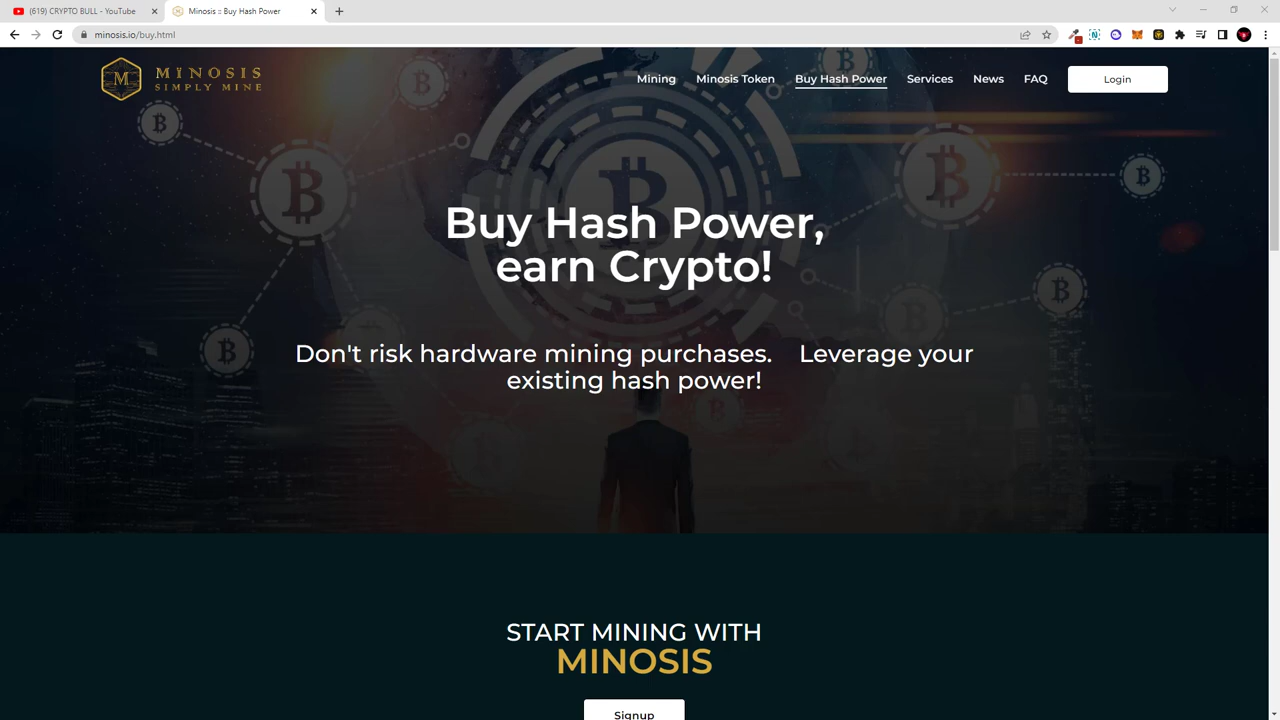 (619) CRYPTO BULL - YouTube
Minosis :: Buy Hash Power
minosis.io/buy.html
MINOSIS
SIMPLY MINE
Mining
Minosis Token
Buy Hash Power
Services
News
FAQ
Login
Buy Hash Power,
earn Crypto!
Don't risk hardware mining purchases. Leverage your
existing hash power!
START MINING WITH
MINOSIS
Signup